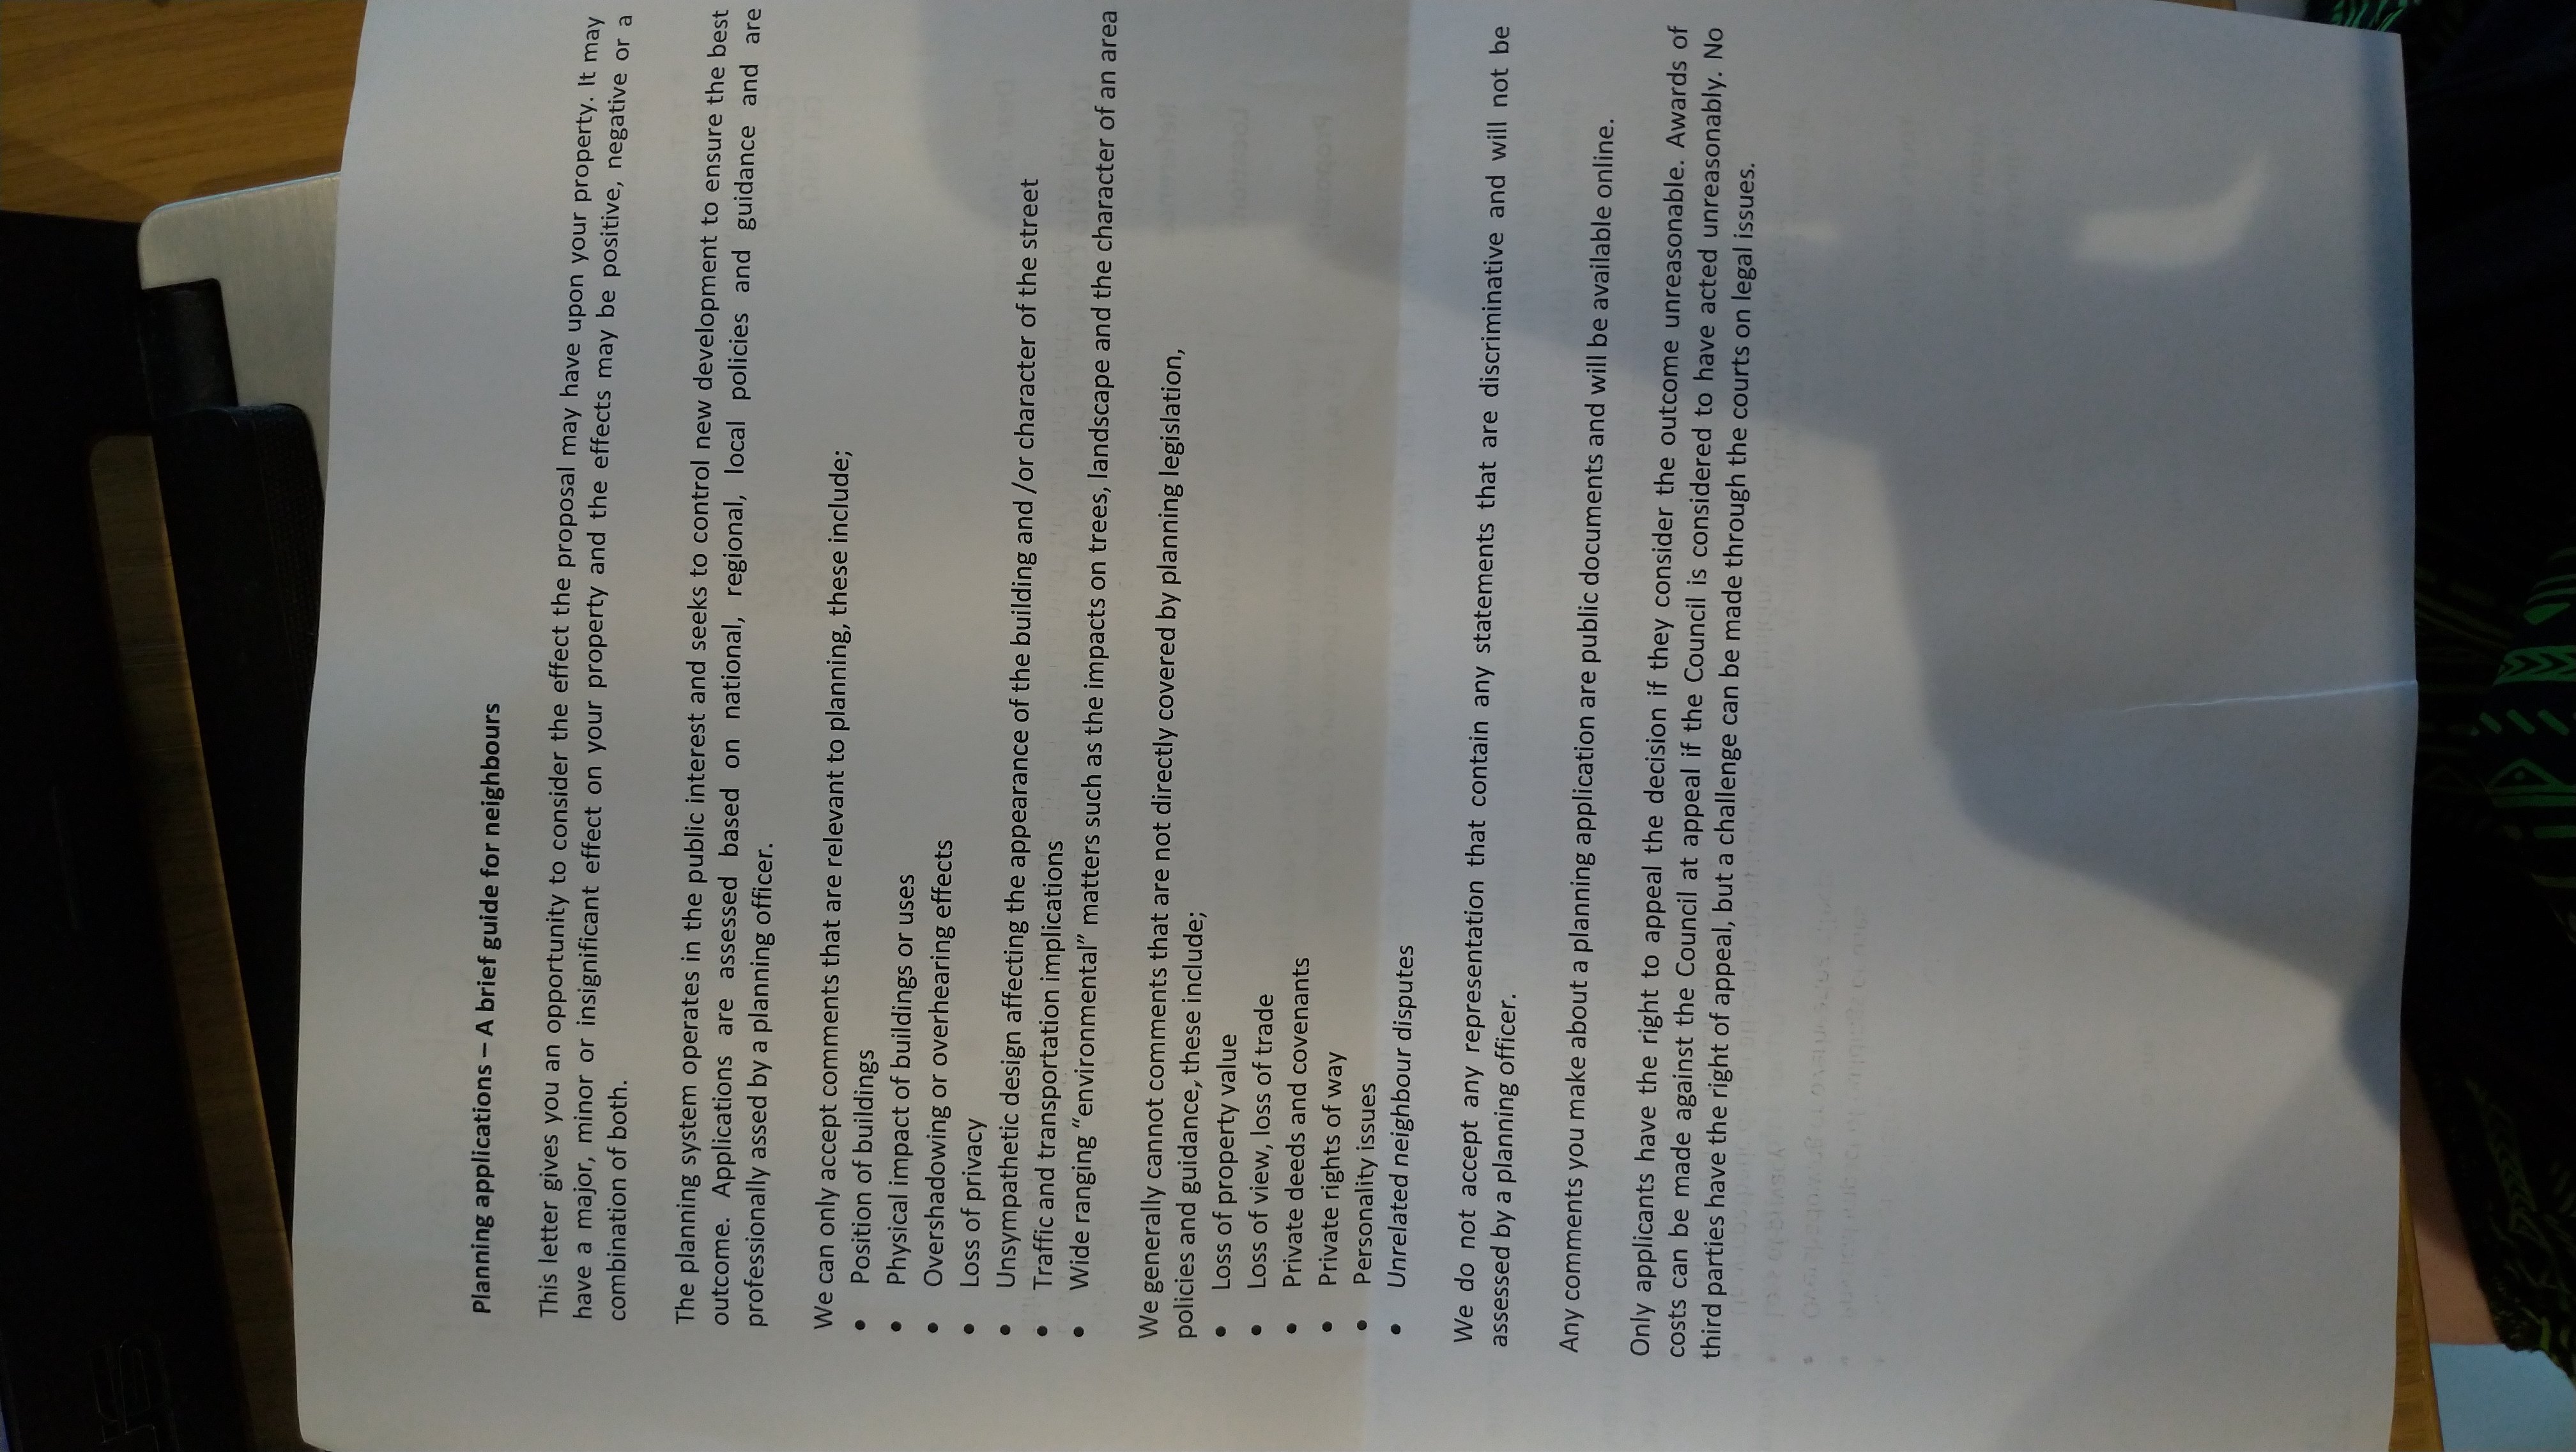 Planning applications – A brief guide for neighbours
This letter gives you an opportunity to consider the effect the proposal may have upon your property. It may
have a major, minor or insignificant effect on your property and the effects may be positive, negative or a
combination of both.
The planning system operates in the public interest and seeks to control new development to ensure the best
outcome. Applications are assessed based on national, regional, local policies and guidance and are
professionally assed by a planning officer.
We can only accept comments that are relevant to planning, these include;
• Position of buildings
• Physical impact of buildings or uses
• Overshadowing or overhearing effects
• Loss of privacy
• Unsympathetic design affecting the appearance of the building and /or character of the street
• Traffic and transportation implications
• Wide ranging “environmental” matters such as the impacts on trees, landscape and the character of an area
We generally cannot comments that are not directly covered by planning legislation,
policies and guidance, these include;
• Loss of property value
• Loss of view, loss of trade
• Private deeds and covenants
• Private rights of way
• Personality issues
• Unrelated neighbour disputes
We do not accept any representation that contain any statements that are discriminative and will not be
assessed by a planning officer.
Any comments you make about a planning application are public documents and will be available online.
Only applicants have the right to appeal the decision if they consider the outcome unreasonable. Awards of
costs can be made against the Council at appeal if the Council is considered to have acted unreasonably. No
third parties have the right of appeal, but a challenge can be made through the courts on legal issues.